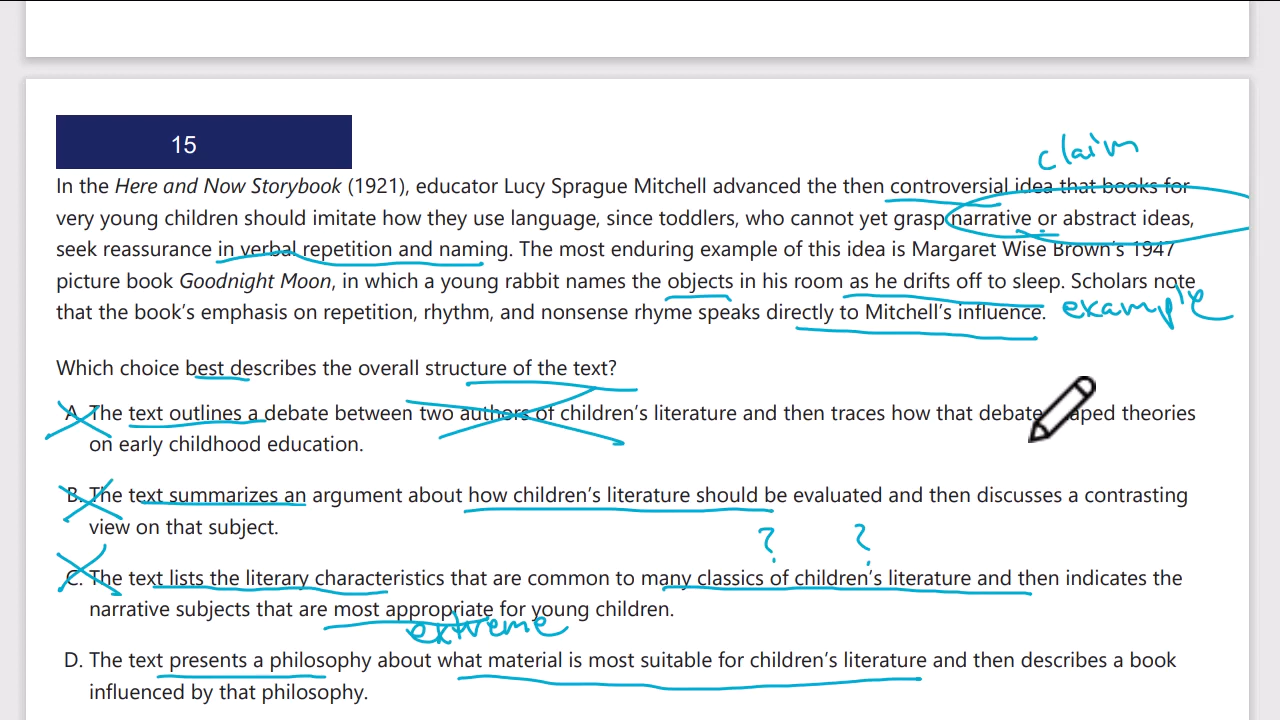 15
claim
In the Here and Now Storybook (1921), educator Lucy Sprague Mitchell advanced the then controversial idea that books for
very young children should imitate how they use language, since toddlers, who cannot yet grasp narrative or abstract ideas,
seek reassurance in verbal repetition and naming. The most enduring example of this idea is Margaret Wise Brown's 1947
picture book Goodnight Moon, in which a young rabbit names the objects in his room as he drifts off to sleep. Scholars note
that the book's emphasis on repetition, rhythm, and nonsense rhyme speaks directly to Mitchell's influence. example
Which choice best describes the overall structure of the text?
A. The text outlines a debate between two authors of children's literature and then traces how that debate theories
on early childhood education.
B. The text summarizes an argument about how children's literature should be evaluated and then discusses a contrasting
view on that subject.
? ?
C. The text lists the literary characteristics that are common to many classics of children's literature and then indicates the
narrative subjects that are most appropriate for young children.
extreme
D. The text presents a philosophy about what material is most suitable for children's literature and then describes a book
influenced by that philosophy.